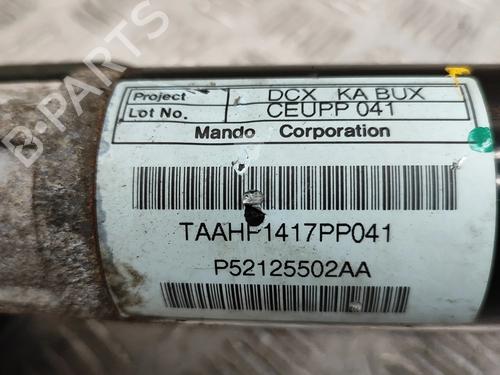 Project DCX KA BUX
Lot No. CEUPP 041
Mando Corporation
TAAHP1417PP041
P52125502AA
B-PARTS